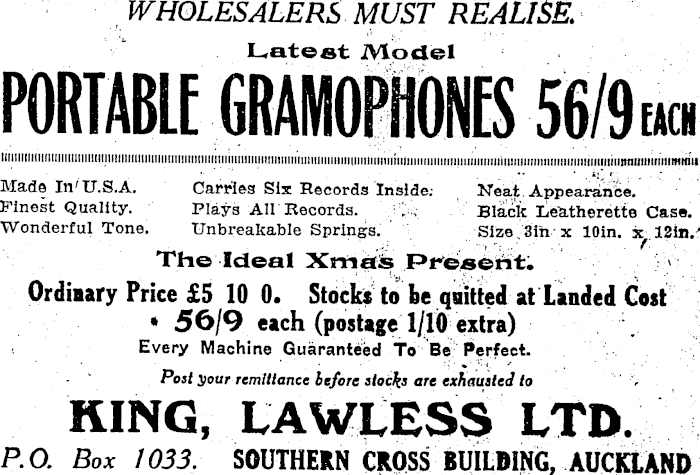 WHOLESALERS MUST REALISE.
Latest Model
PORTABLE GRAMOPHONES 56/9 EACH
Made In U.S.A. Carries Six Records Inside. Neat Appearance.
Finest Quality. Plays All Records. Black Leatherette Case.
Wonderful Tone. Unbreakable Springs. Size 3in x 10in. x 12in.
The Ideal Xmas Present.
Ordinary Price £5 10 0. Stocks to be quitted at Landed Cost
56/9 each (postage 1/10 extra)
Every Machine Guaranteed To Be Perfect.
Post your remittance before stocks are exhausted to
KING, LAWLESS LTD.
P.O. Box 1033. SOUTHERN CROSS BUILDING, AUCKLAND